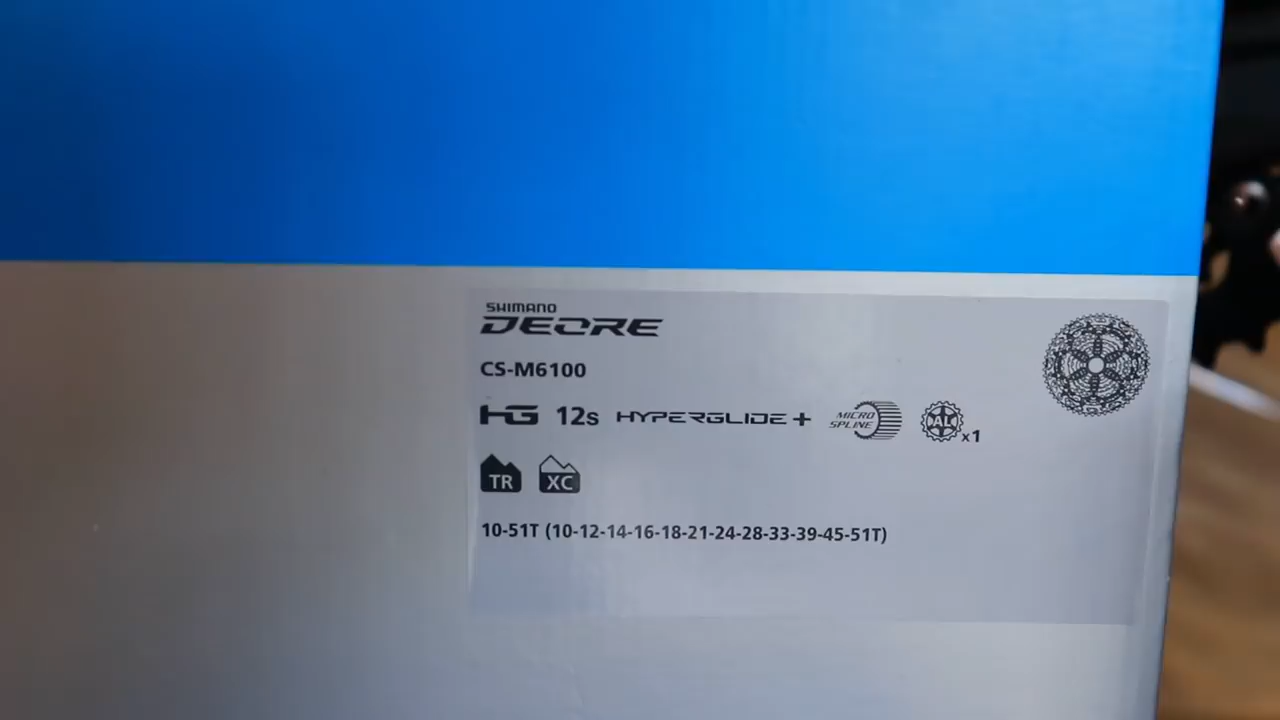 SHIMANO
DEORE
CS-M6100
HG 12s HYPERGLIDE+ MICRO SPLINE AL x1
TR XC
10-51T (10-12-14-16-18-21-24-28-33-39-45-51T)